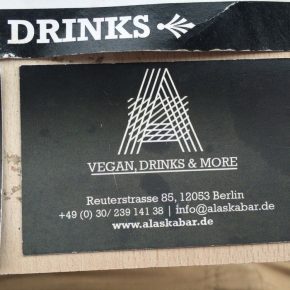 DRINKS
A
VEGAN, DRINKS & MORE
Reuterstrasse 85, 12053 Berlin
+49 (0) 30/ 239 141 38 | info@alaskabar.de
www.alaskabar.de